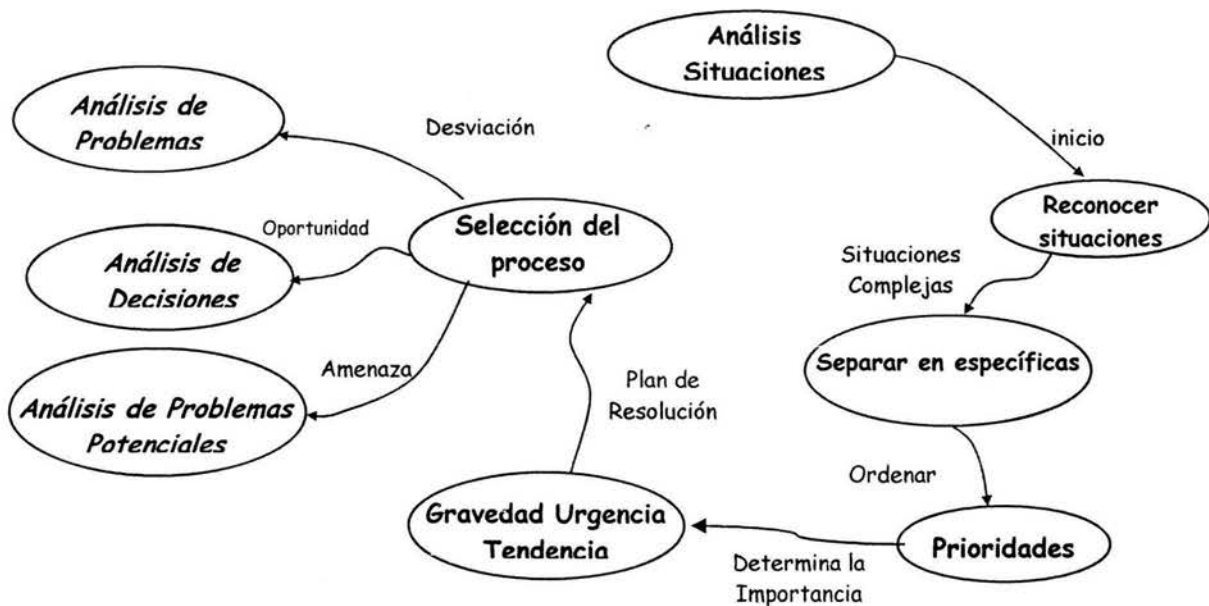 Análisis
Situaciones
inicio
Reconocer
situaciones
Situaciones
Complejas
Separar en específicas
Ordenar
Prioridades
Determina la
Importancia
Gravedad Urgencia
Tendencia
Plan de
Resolución
Selección del
proceso
Desviación
Análisis de
Problemas
Oportunidad
Análisis de
Decisiones
Amenaza
Análisis de Problemas
Potenciales